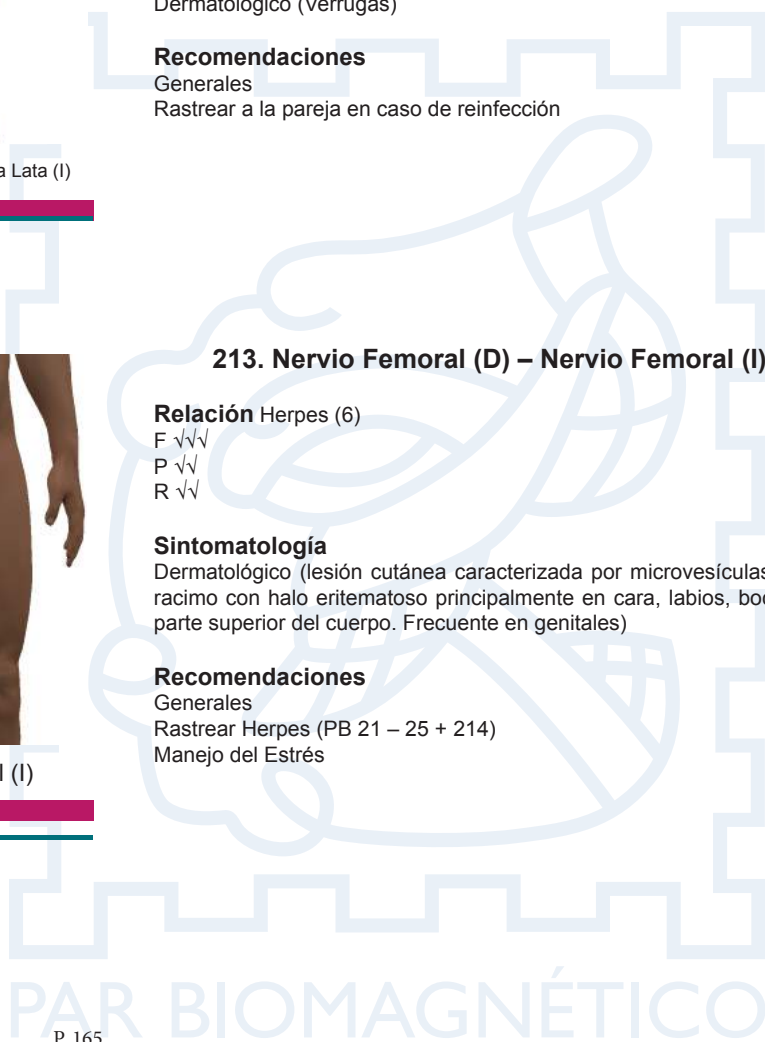 Dermatológico (Verrugas)
Recomendaciones
Generales
Rastrear a la pareja en caso de reinfección
Lata (I)
213. Nervio Femoral (D) – Nervio Femoral (I)
Relación Herpes (6)
F √√√
P √√
R √√
Sintomatología
Dermatológico (lesión cutánea caracterizada por microvesículas
racimo con halo eritematoso principalmente en cara, labios,
parte superior del cuerpo. Frecuente en genitales)
Recomendaciones
Generales
Rastrear Herpes (PB 21 – 25 + 214)
Manejo del Estrés
(I)
PAR BIOMAGNÉTICO
P. 165